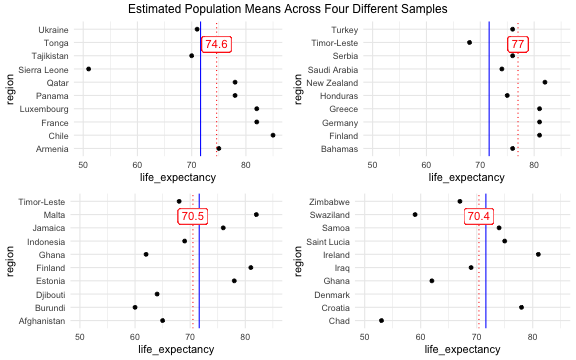 Estimated Population Means Across Four Different Samples
region
Ukraine
Tonga
Tajikistan
Sierra Leone
Qatar
Panama
Luxembourg
France
Chile
Armenia
74.6
50 60 70 80
life_expectancy
region
Turkey
Timor-Leste
Serbia
Saudi Arabia
New Zealand
Honduras
Greece
Germany
Finland
Bahamas
77
50 60 70 80
life_expectancy
region
Timor-Leste
Malta
Jamaica
Indonesia
Ghana
Finland
Estonia
Djibouti
Burundi
Afghanistan
70.5
50 60 70 80
life_expectancy
region
Zimbabwe
Swaziland
Samoa
Saint Lucia
Ireland
Iraq
Ghana
Denmark
Croatia
Chad
70.4
50 60 70 80
life_expectancy